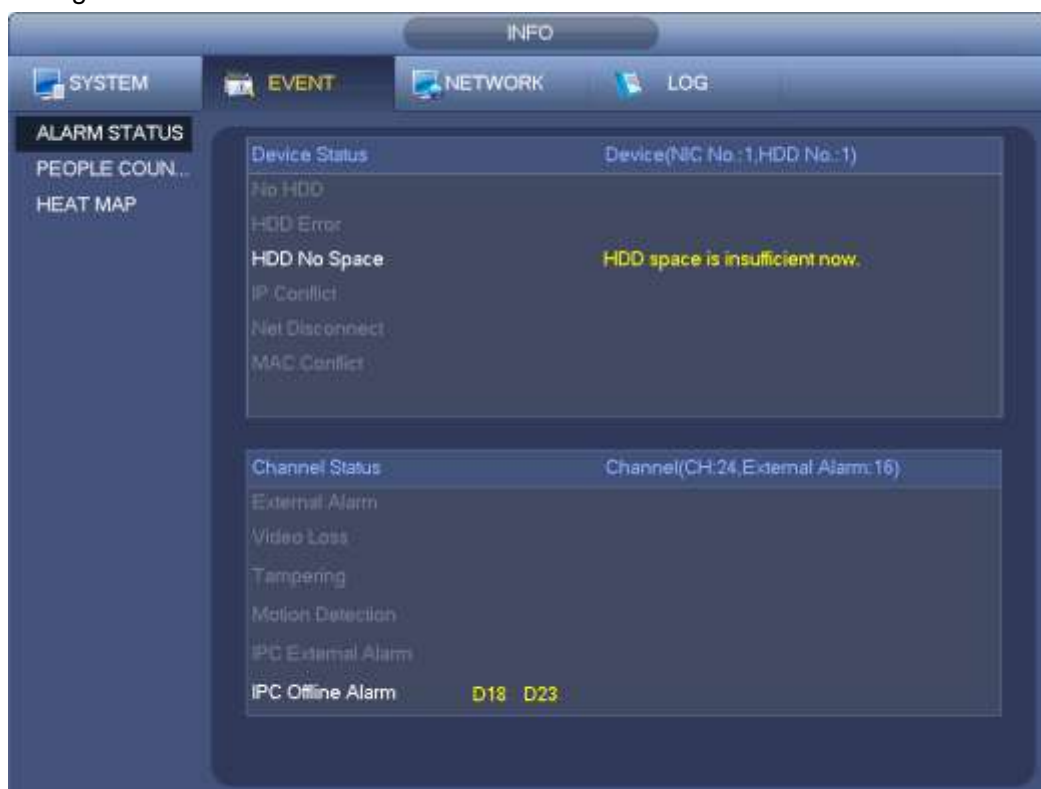 INFO
SYSTEM EVENT NETWORK LOG
ALARM STATUS
PEOPLE COUN...
HEAT MAP
Device Status Device(NIC No.:1,HDD No.:1)
No HDD
HDD Error
HDD No Space HDD space is insufficient now.
IP Conflict
Net Disconnect
MAC Conflict
Channel Status Channel(CH:24,External Alarm:16)
External Alarm
Video Loss
Tampering
Motion Detection
IPC External Alarm
IPC Offline Alarm D18 D23